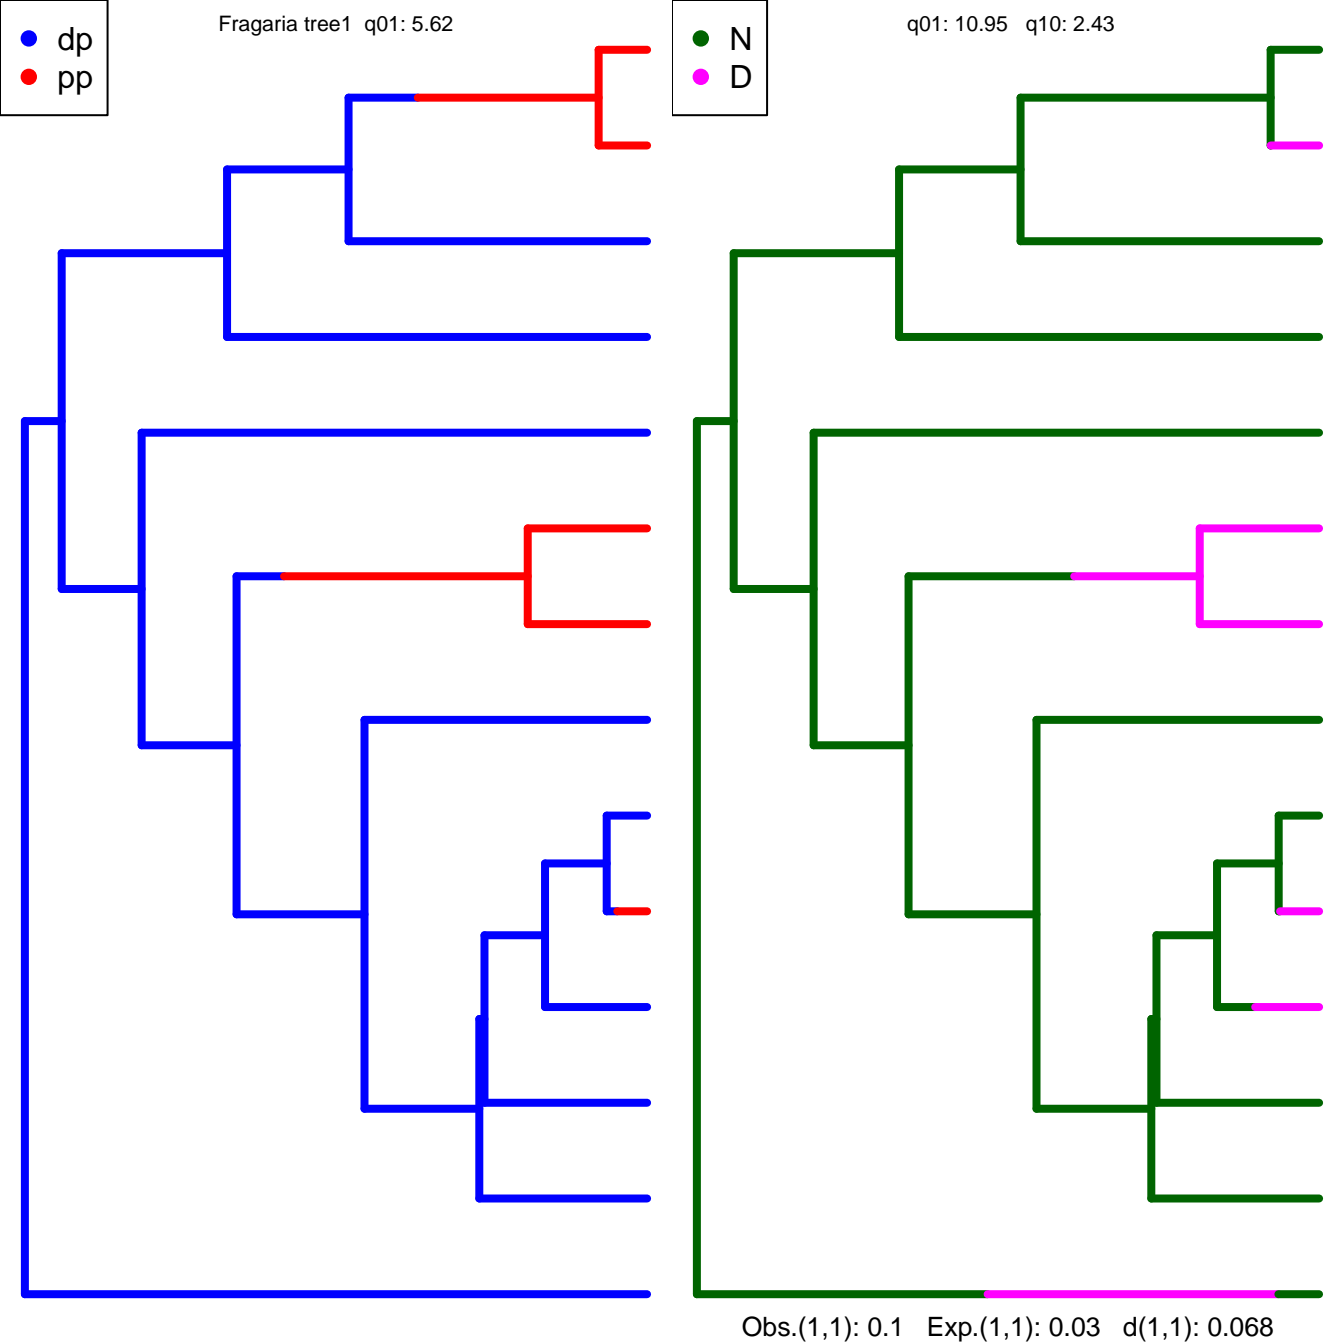 dp
pp
Fragaria tree1 q01: 5.62
N
D
q01: 10.95 q10: 2.43
Obs.(1,1): 0.1 Exp.(1,1): 0.03 d(1,1): 0.068